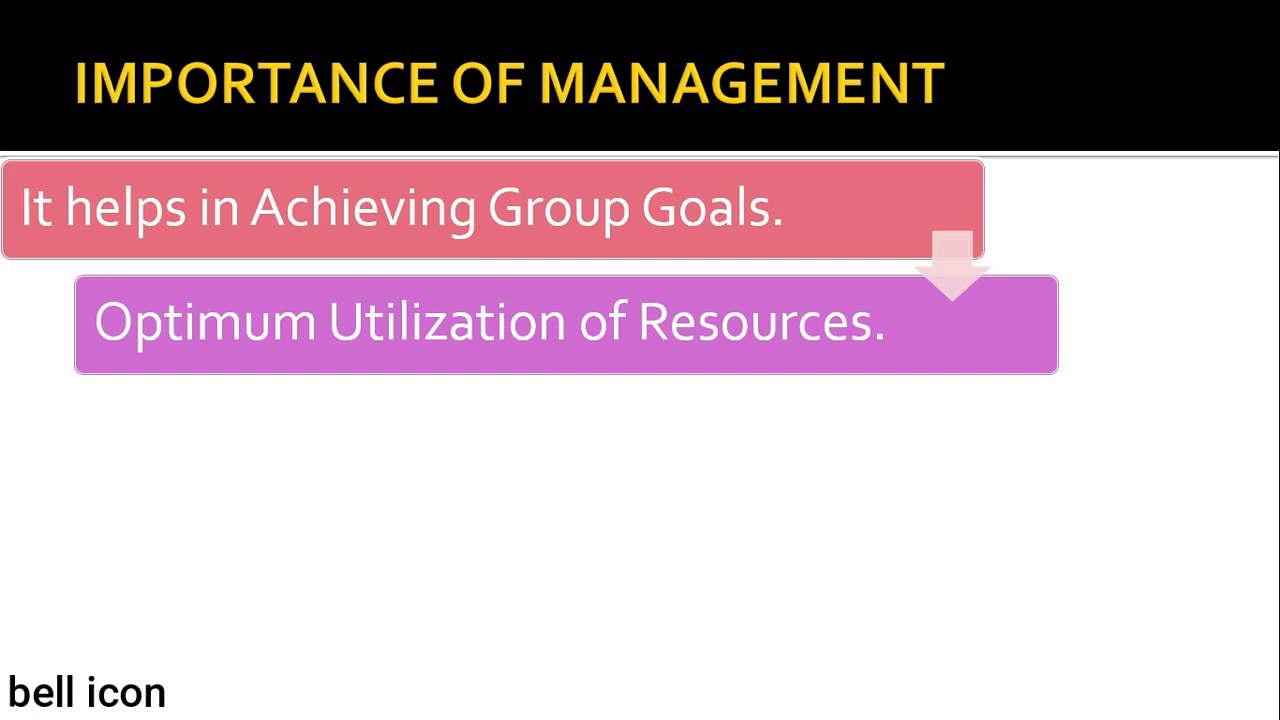 IMPORTANCE OF MANAGEMENT
It helps in Achieving Group Goals.
Optimum Utilization of Resources.
bell icon